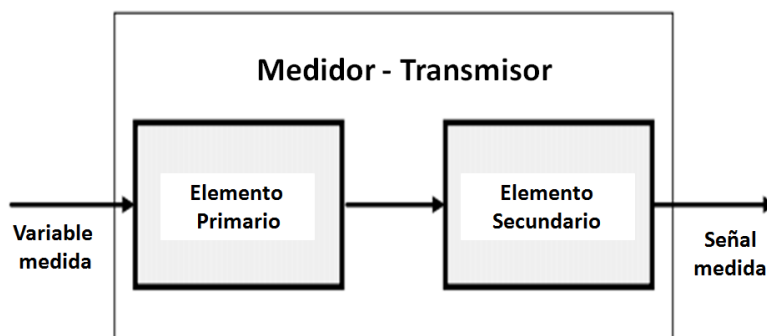 Medidor - Transmisor
Elemento
Primario
Elemento
Secundario
Variable
medida
Señal
medida